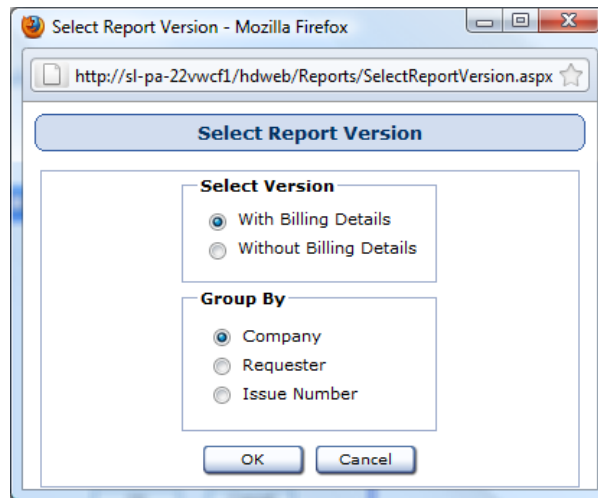 Select Report Version - Mozilla Firefox
http://sl-pa-22vwcf1/hdweb/Reports/SelectReportVersion.aspx
Select Report Version
Select Version
With Billing Details
Without Billing Details
Group By
Company
Requester
Issue Number
OK Cancel